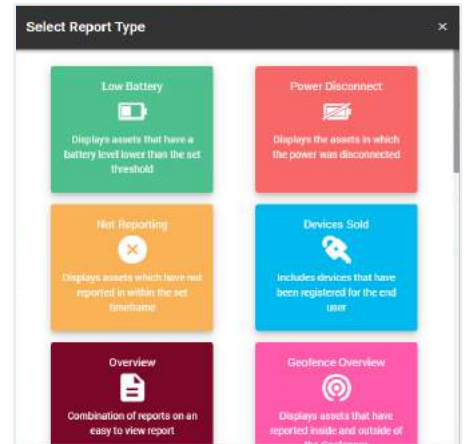 Select Report Type ×
Low Battery
Displays assets that have a
battery level lower than the set
threshold
Power Disconnect
Displays the assets in which
the power was disconnected
Not Reporting
Displays assets which have not
reported in within the set
timeframe
Devices Sold
Includes devices that have
been registered for the end
user
Overview
Combination of reports on an
easy to view report
Geofence Overview
Displays assets that have
reported inside and outside of
the Geofence